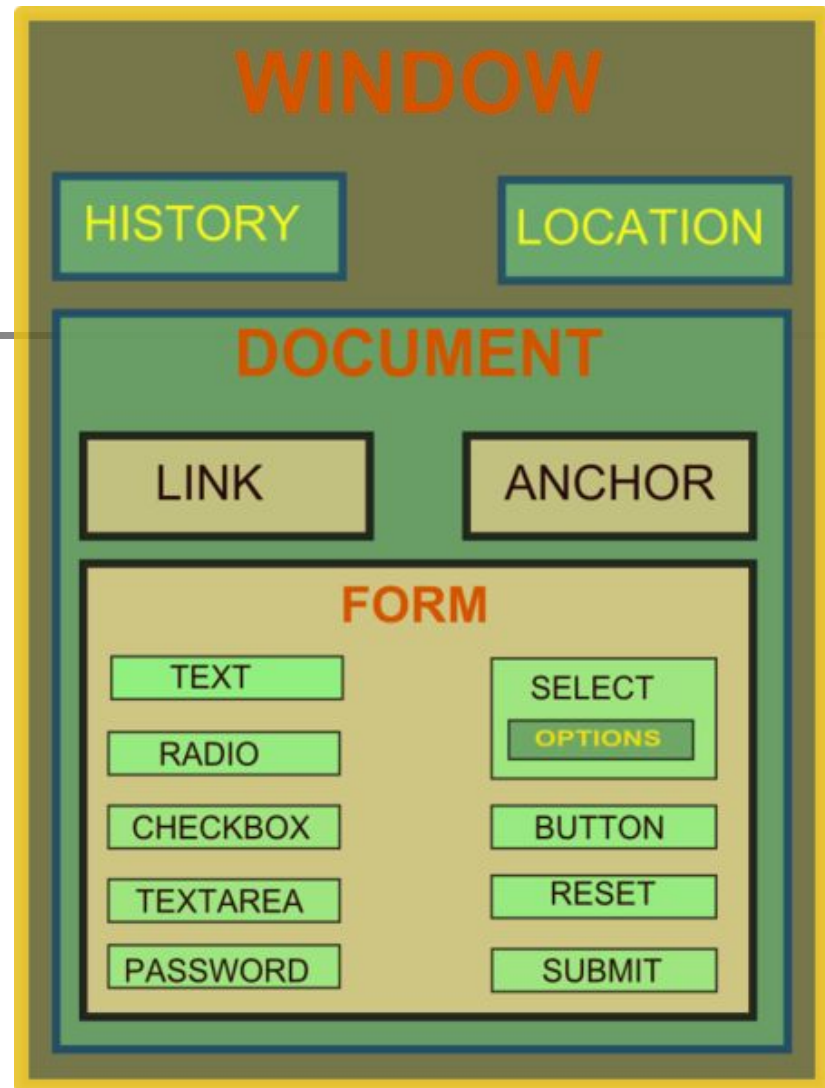 WINDOW
HISTORY
LOCATION
DOCUMENT
LINK
ANCHOR
FORM
TEXT
SELECT
OPTIONS
RADIO
CHECKBOX
BUTTON
TEXTAREA
RESET
PASSWORD
SUBMIT